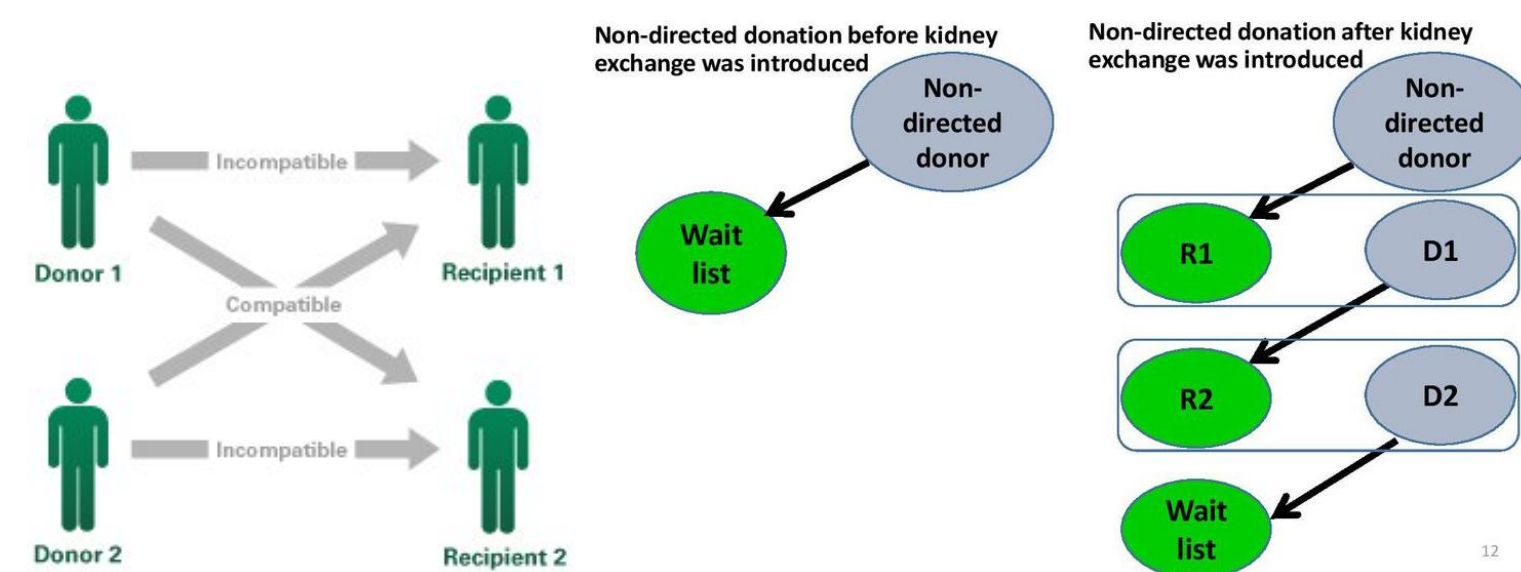 Incompatible
Donor 1
Recipient 1
Compatible
Incompatible
Donor 2
Recipient 2
Non-directed donation before kidney
exchange was introduced
Non-
directed
donor
Wait
list
Non-directed donation after kidney
exchange was introduced
Non-
directed
donor
R1
D1
R2
D2
Wait
list
12